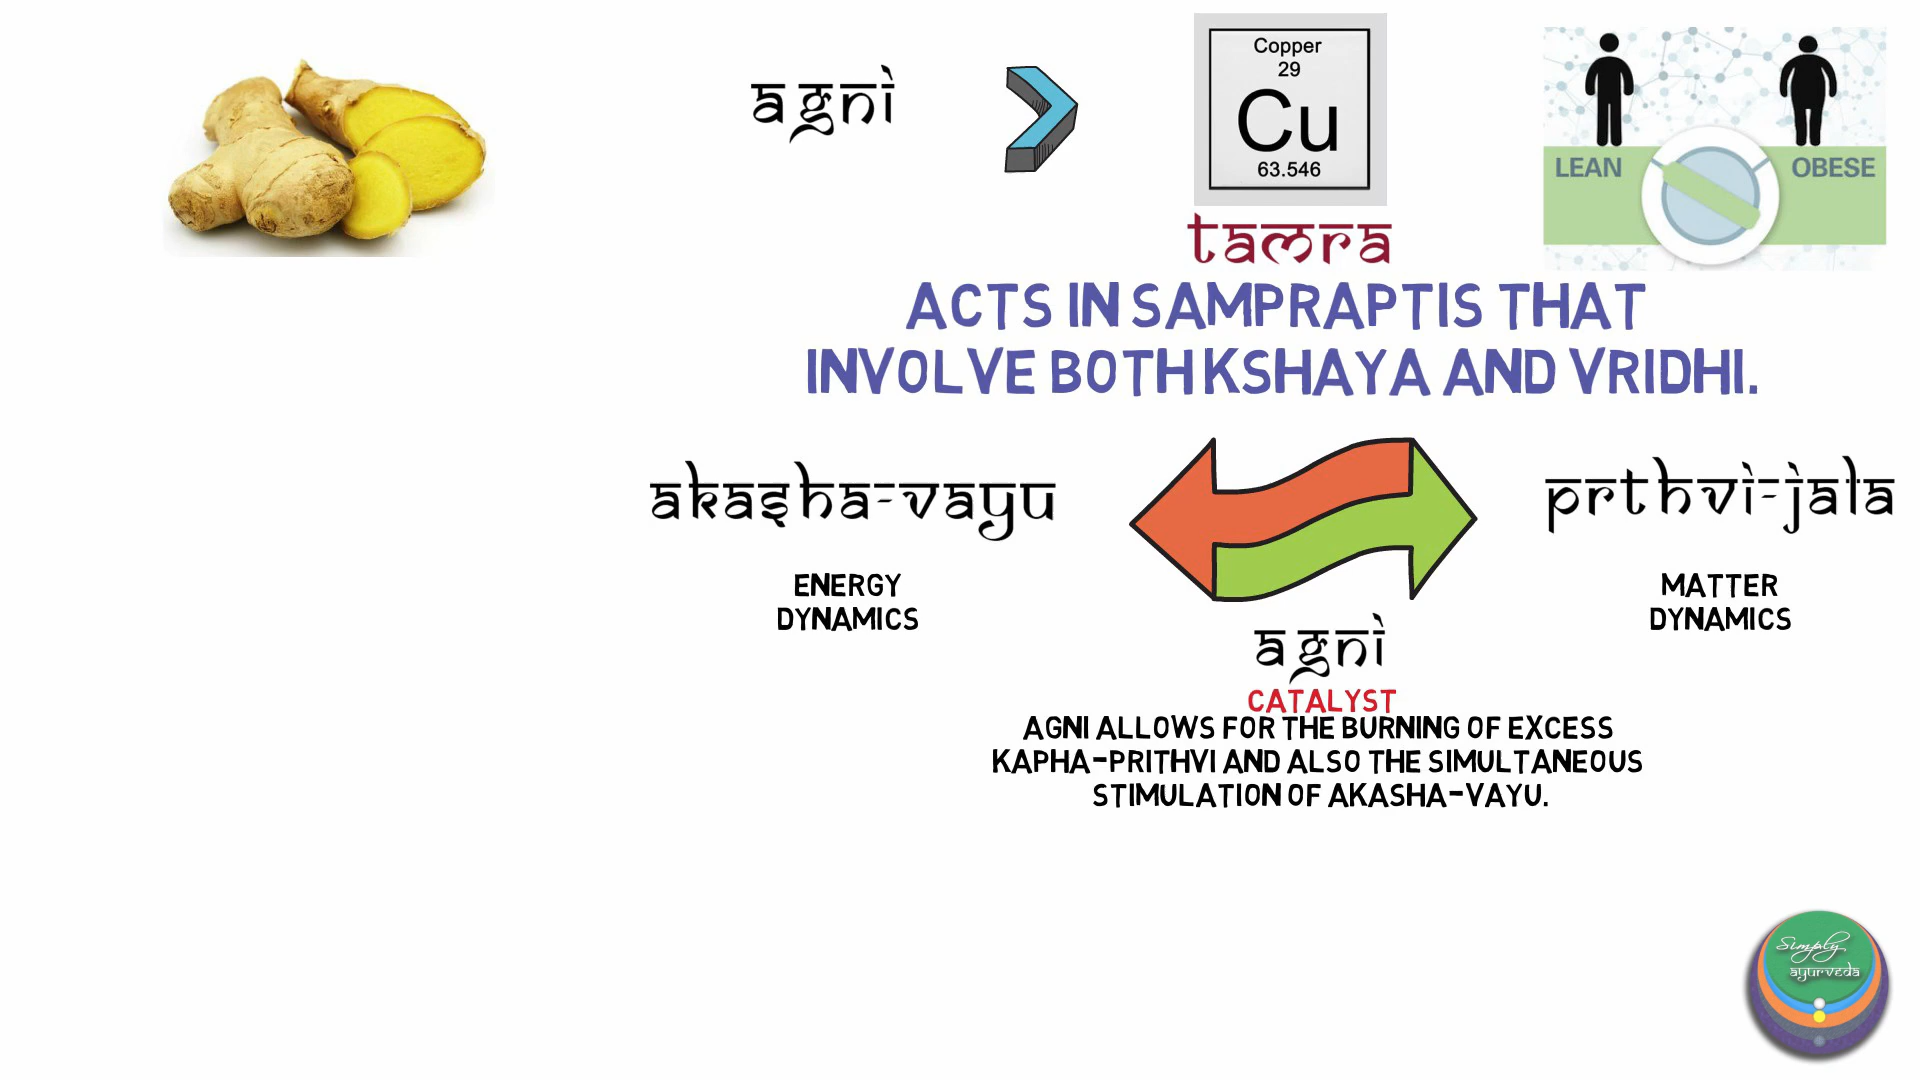 agni
Copper
29
Cu
63.546
tamra
LEAN
OBESE
ACTS IN SAMPRAPTIS THAT
INVOLVE BOTH KSHAYA AND VRIDHI.
akasha-vayu
prthvi-jala
ENERGY
DYNAMICS
MATTER
DYNAMICS
agni
CATALYST
AGNI ALLOWS FOR THE BURNING OF EXCESS
KAPHA-PRITHVI AND ALSO THE SIMULTANEOUS
STIMULATION OF AKASHA-VAYU.
Simply
ayurveda